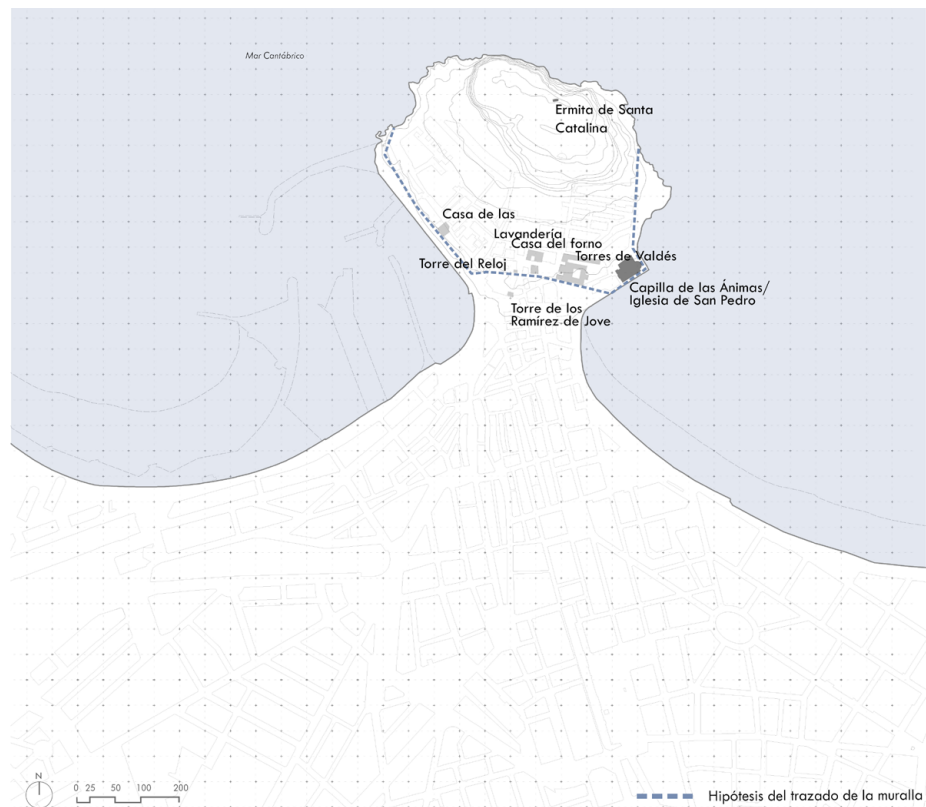 Mar Cantábrico
Ermita de Santa
Catalina
Casa de las
Lavandería
Casa del forno
Torres de Valdés
Torre del Reloj
Capilla de las Ánimas/
Iglesia de San Pedro
Torre de los
Ramírez de Jove
N
0 25 50 100 200
Hipótesis del trazado de la muralla